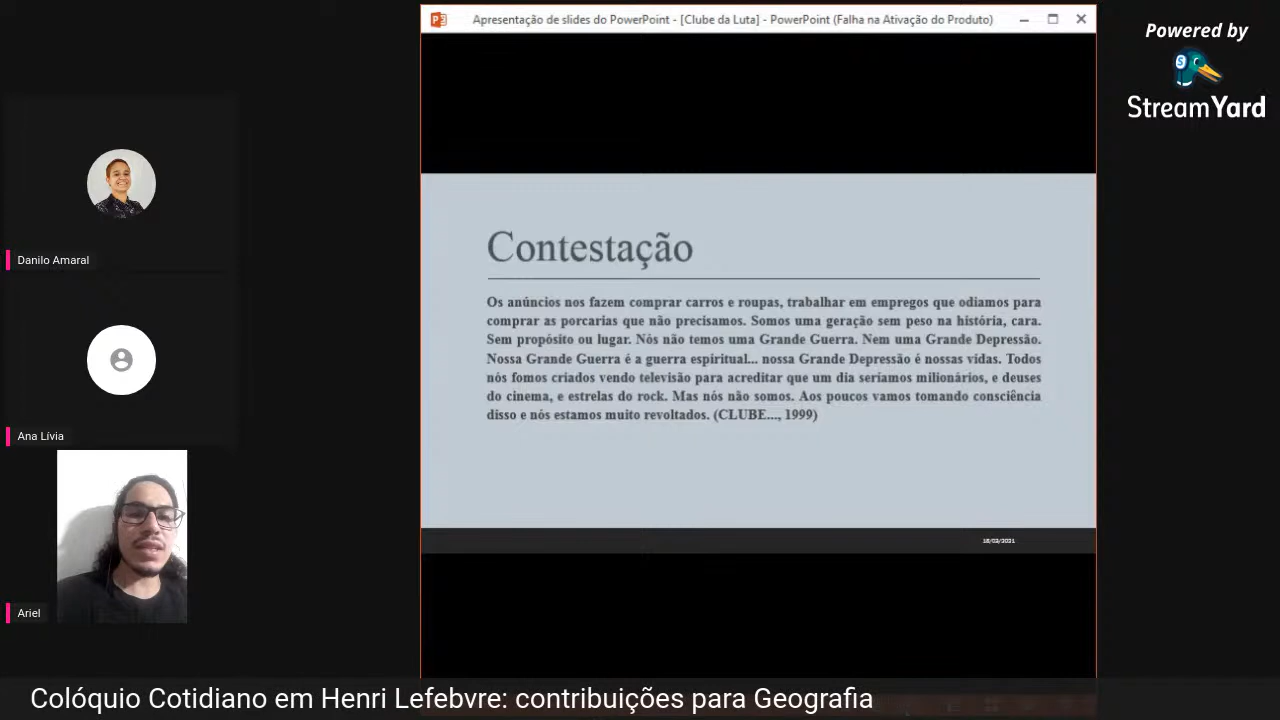 Apresentação de slides do PowerPoint - [Clube da Luta] - PowerPoint (Falha na Ativação do Produto)
Powered by
StreamYard
Danilo Amaral
Ana Lívia
Ariel
Contestação
Os anúncios nos fazem comprar carros e roupas, trabalhar em empregos que odiamos para
comprar as porcarias que não precisamos. Somos uma geração sem peso na história, cara.
Sem propósito ou lugar. Nós não temos uma Grande Guerra. Nem uma Grande Depressão.
Nossa Grande Guerra é a guerra espiritual... nossa Grande Depressão é nossas vidas. Todos
nós fomos criados vendo televisão para acreditar que um dia seríamos milionários, e deuses
do cinema, e estrelas do rock. Mas nós não somos. Aos poucos vamos tomando consciência
disso e nós estamos muito revoltados. (CLUBE..., 1999)
18/03/2021
Colóquio Cotidiano em Henri Lefebvre: contribuições para Geografia